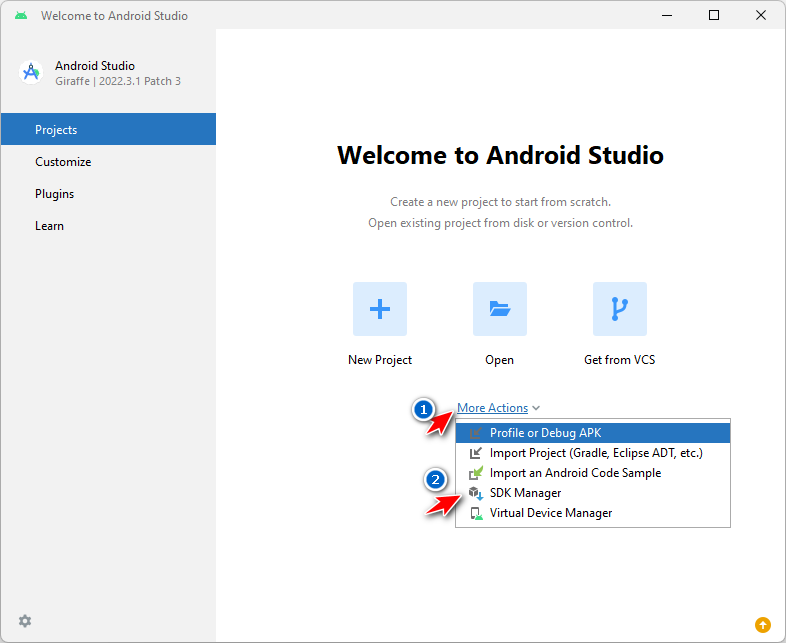 Welcome to Android Studio
Android Studio
Giraffe | 2022.3.1 Patch 3
Projects
Customize
Plugins
Learn
Welcome to Android Studio
Create a new project to start from scratch.
Open existing project from disk or version control.
New Project
Open
Get from VCS
1
More Actions
Profile or Debug APK
Import Project (Gradle, Eclipse ADT, etc.)
Import an Android Code Sample
2
SDK Manager
Virtual Device Manager